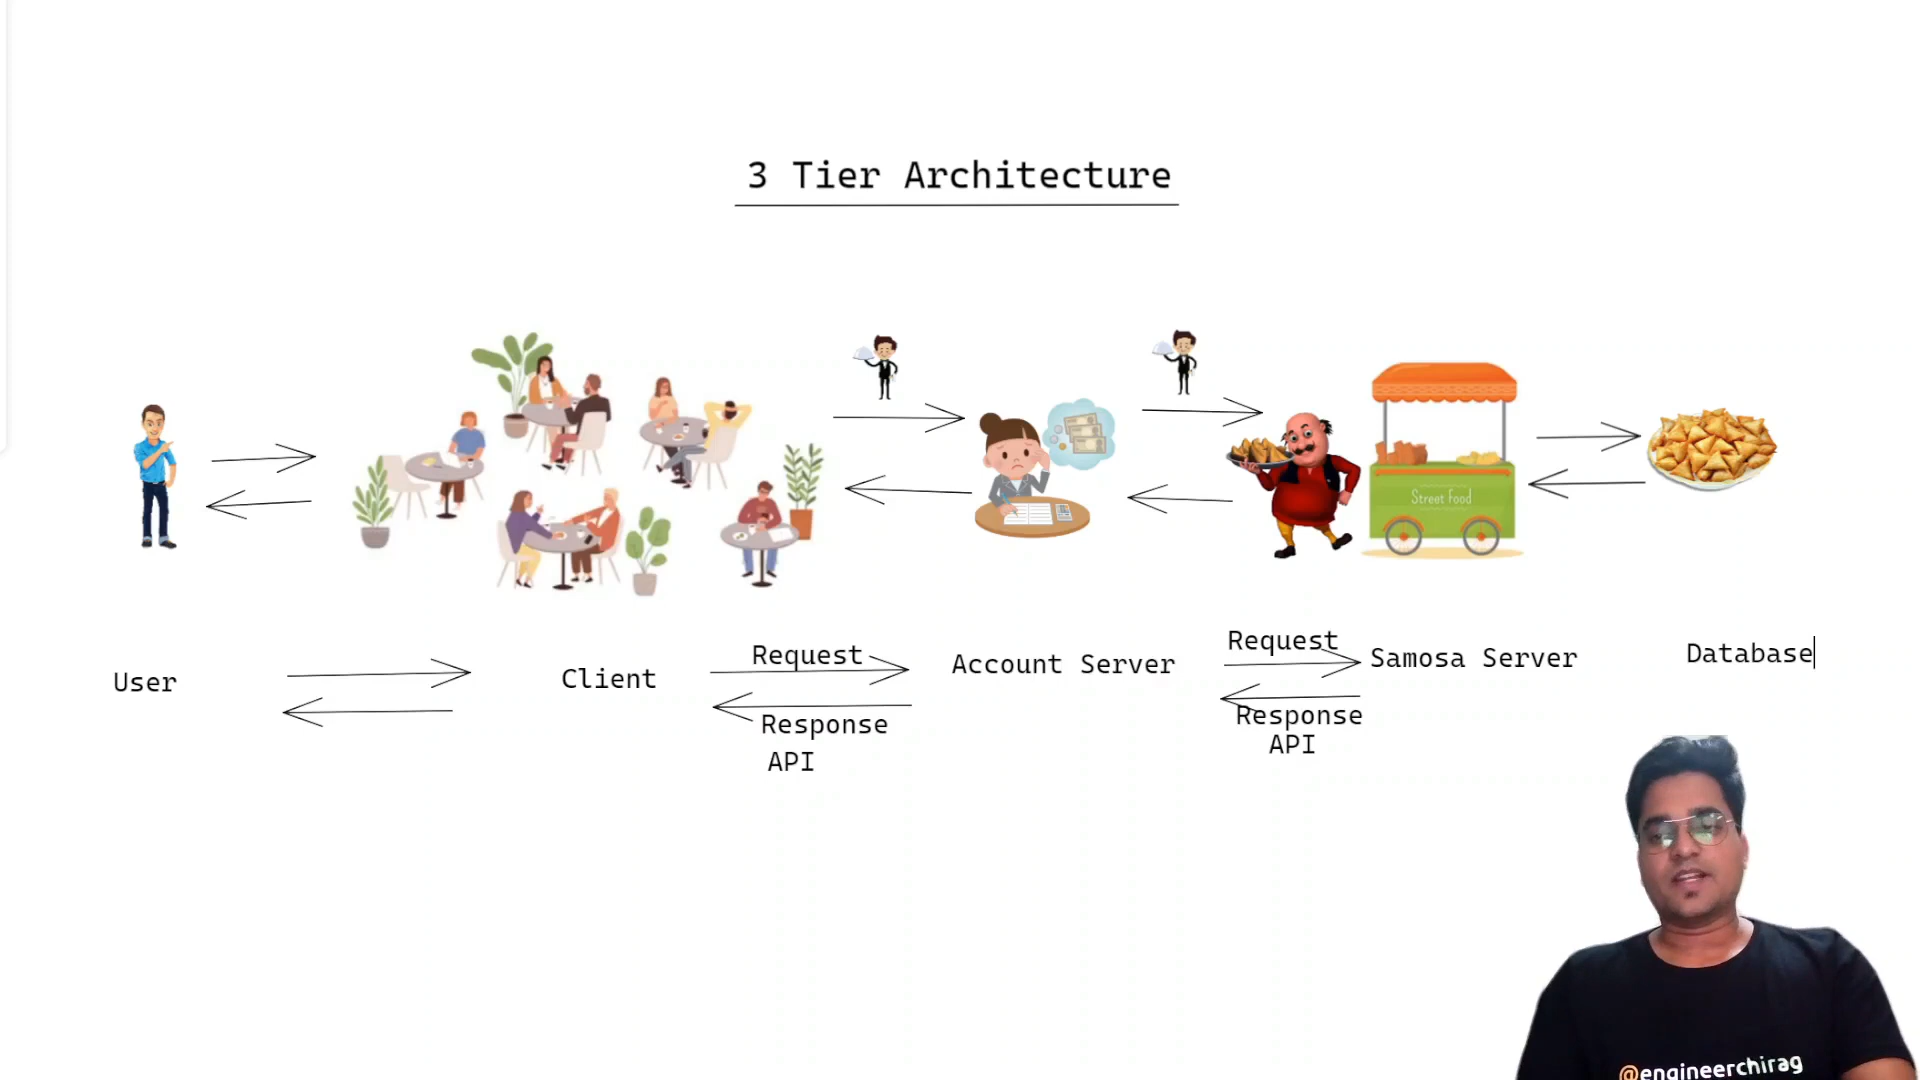 3 Tier Architecture
Street Food
User
Client
Request
Response
API
Account Server
Request
Response
API
Samosa Server
Database
@engineerchirag